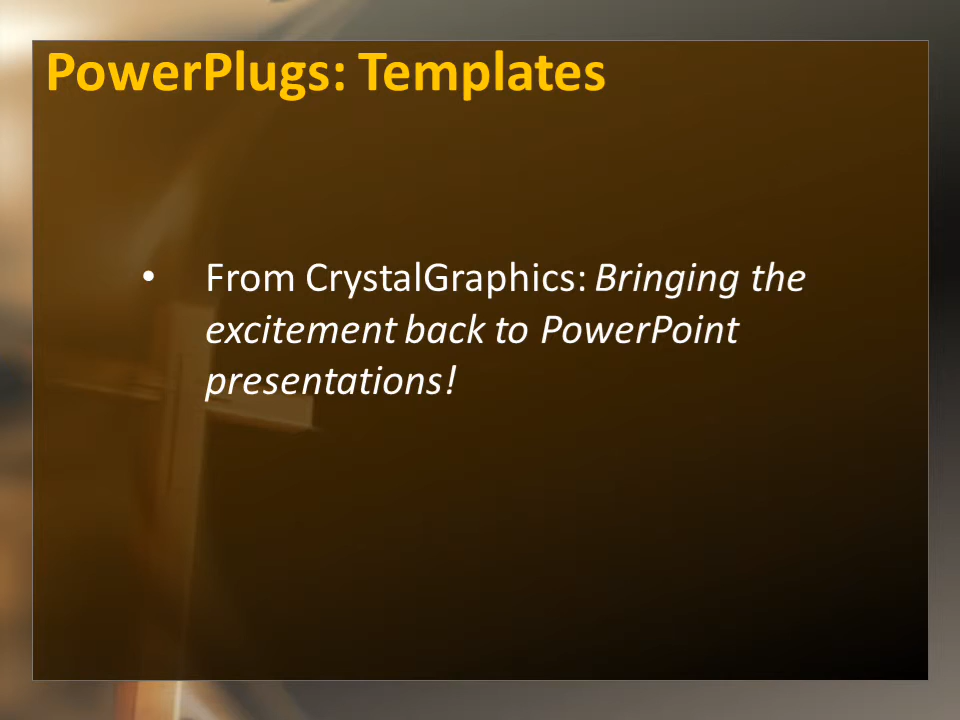 PowerPlugs: Templates
• From CrystalGraphics: Bringing the
excitement back to PowerPoint
presentations!